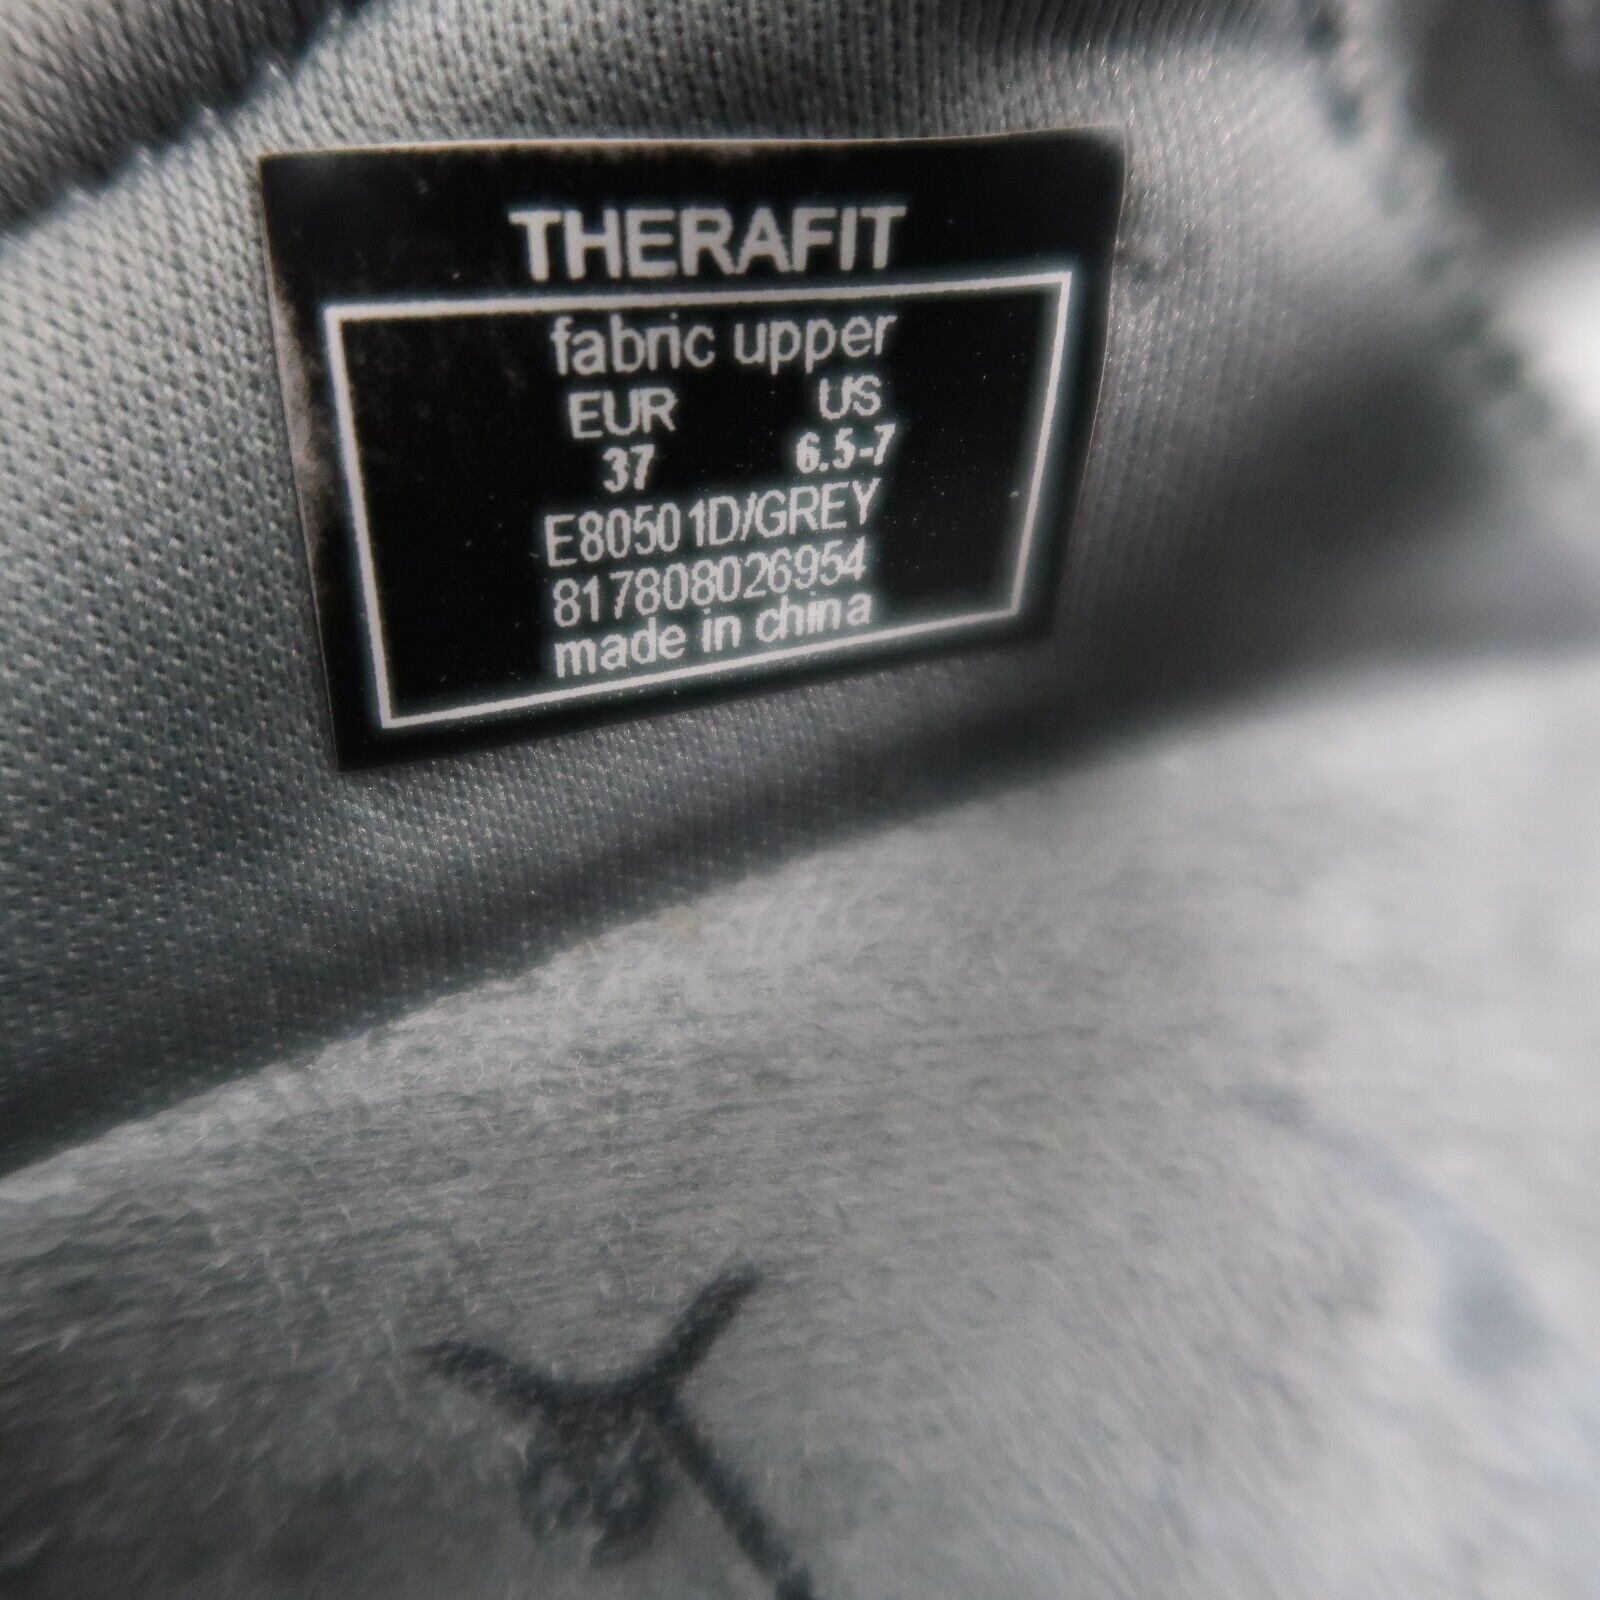 THERAFIT
fabric upper
EUR US
37 6.5-7
E80501D/GREY
817808026954
made in china